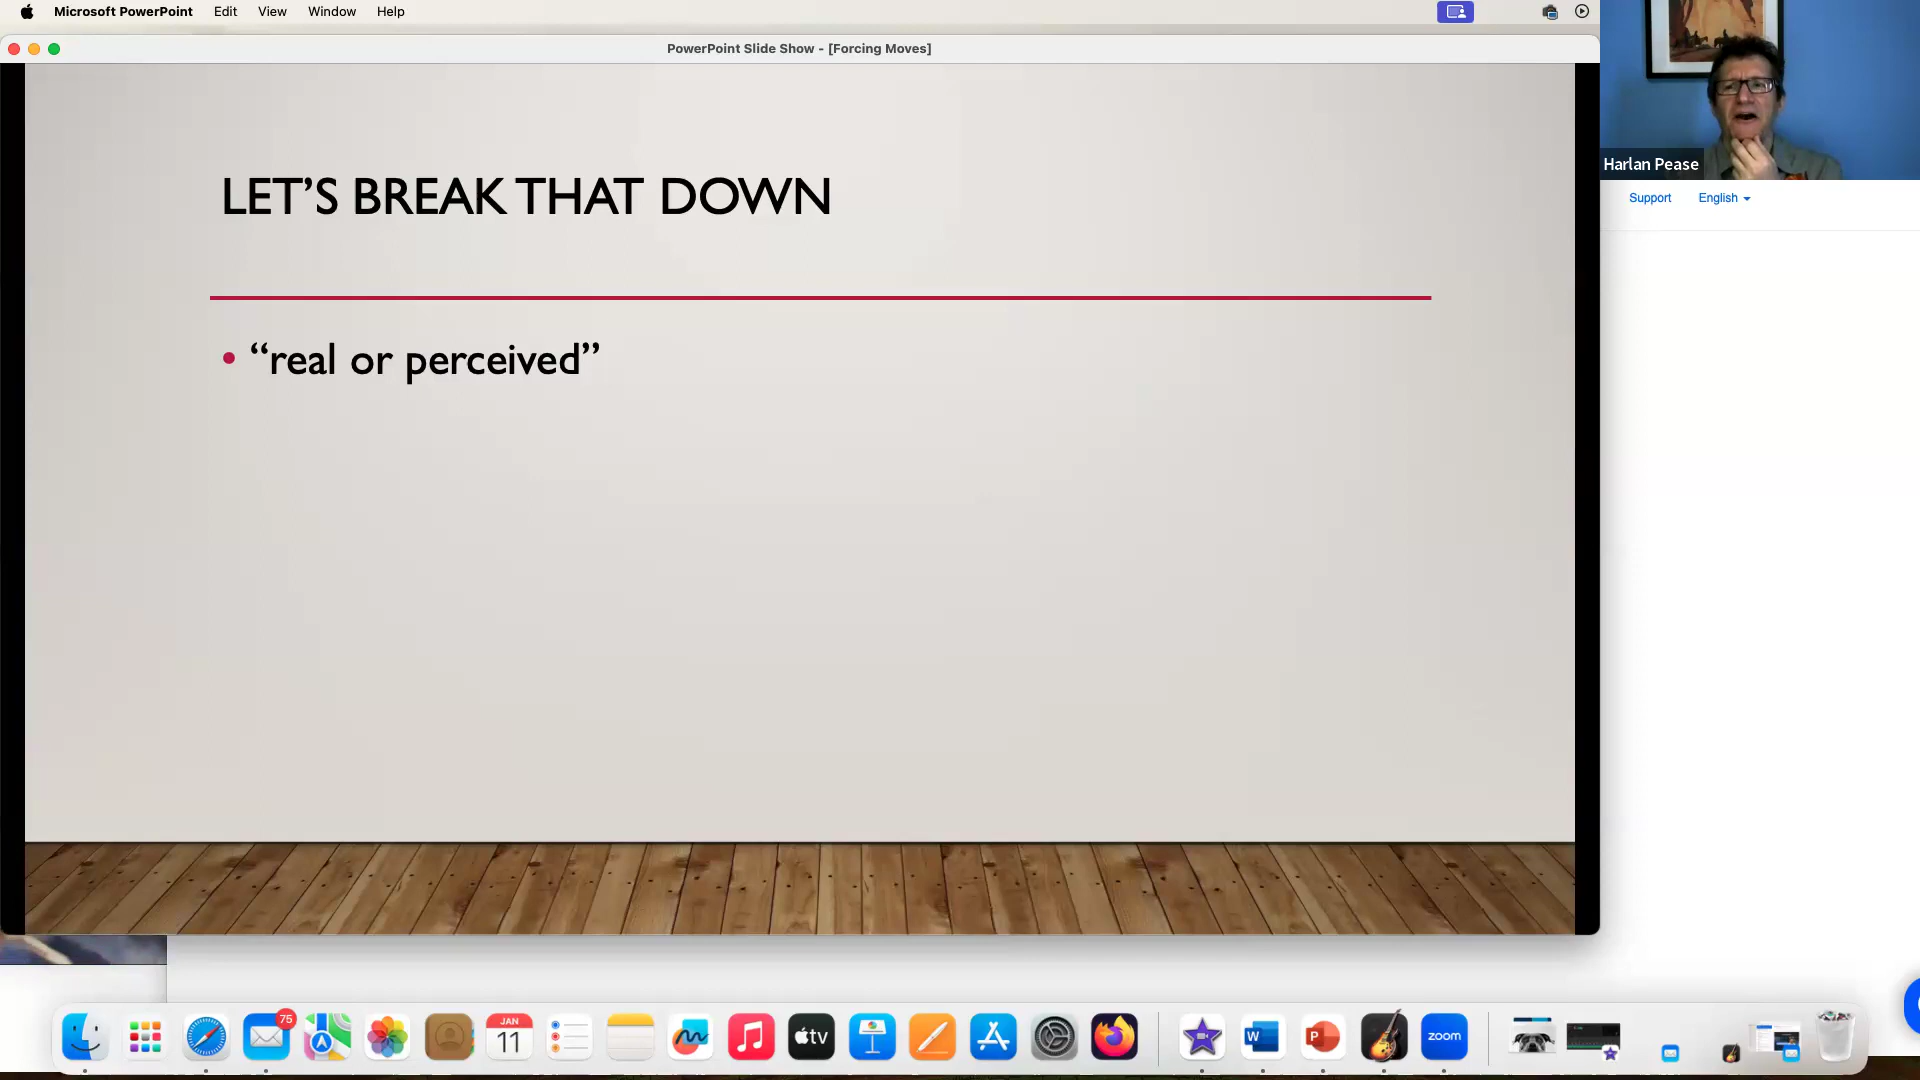 Microsoft PowerPoint Edit View Window Help
PowerPoint Slide Show - [Forcing Moves]
Harlan Pease
Support English
LET’S BREAK THAT DOWN
• “real or perceived”
75
JAN
11
tv
W
P
zoom